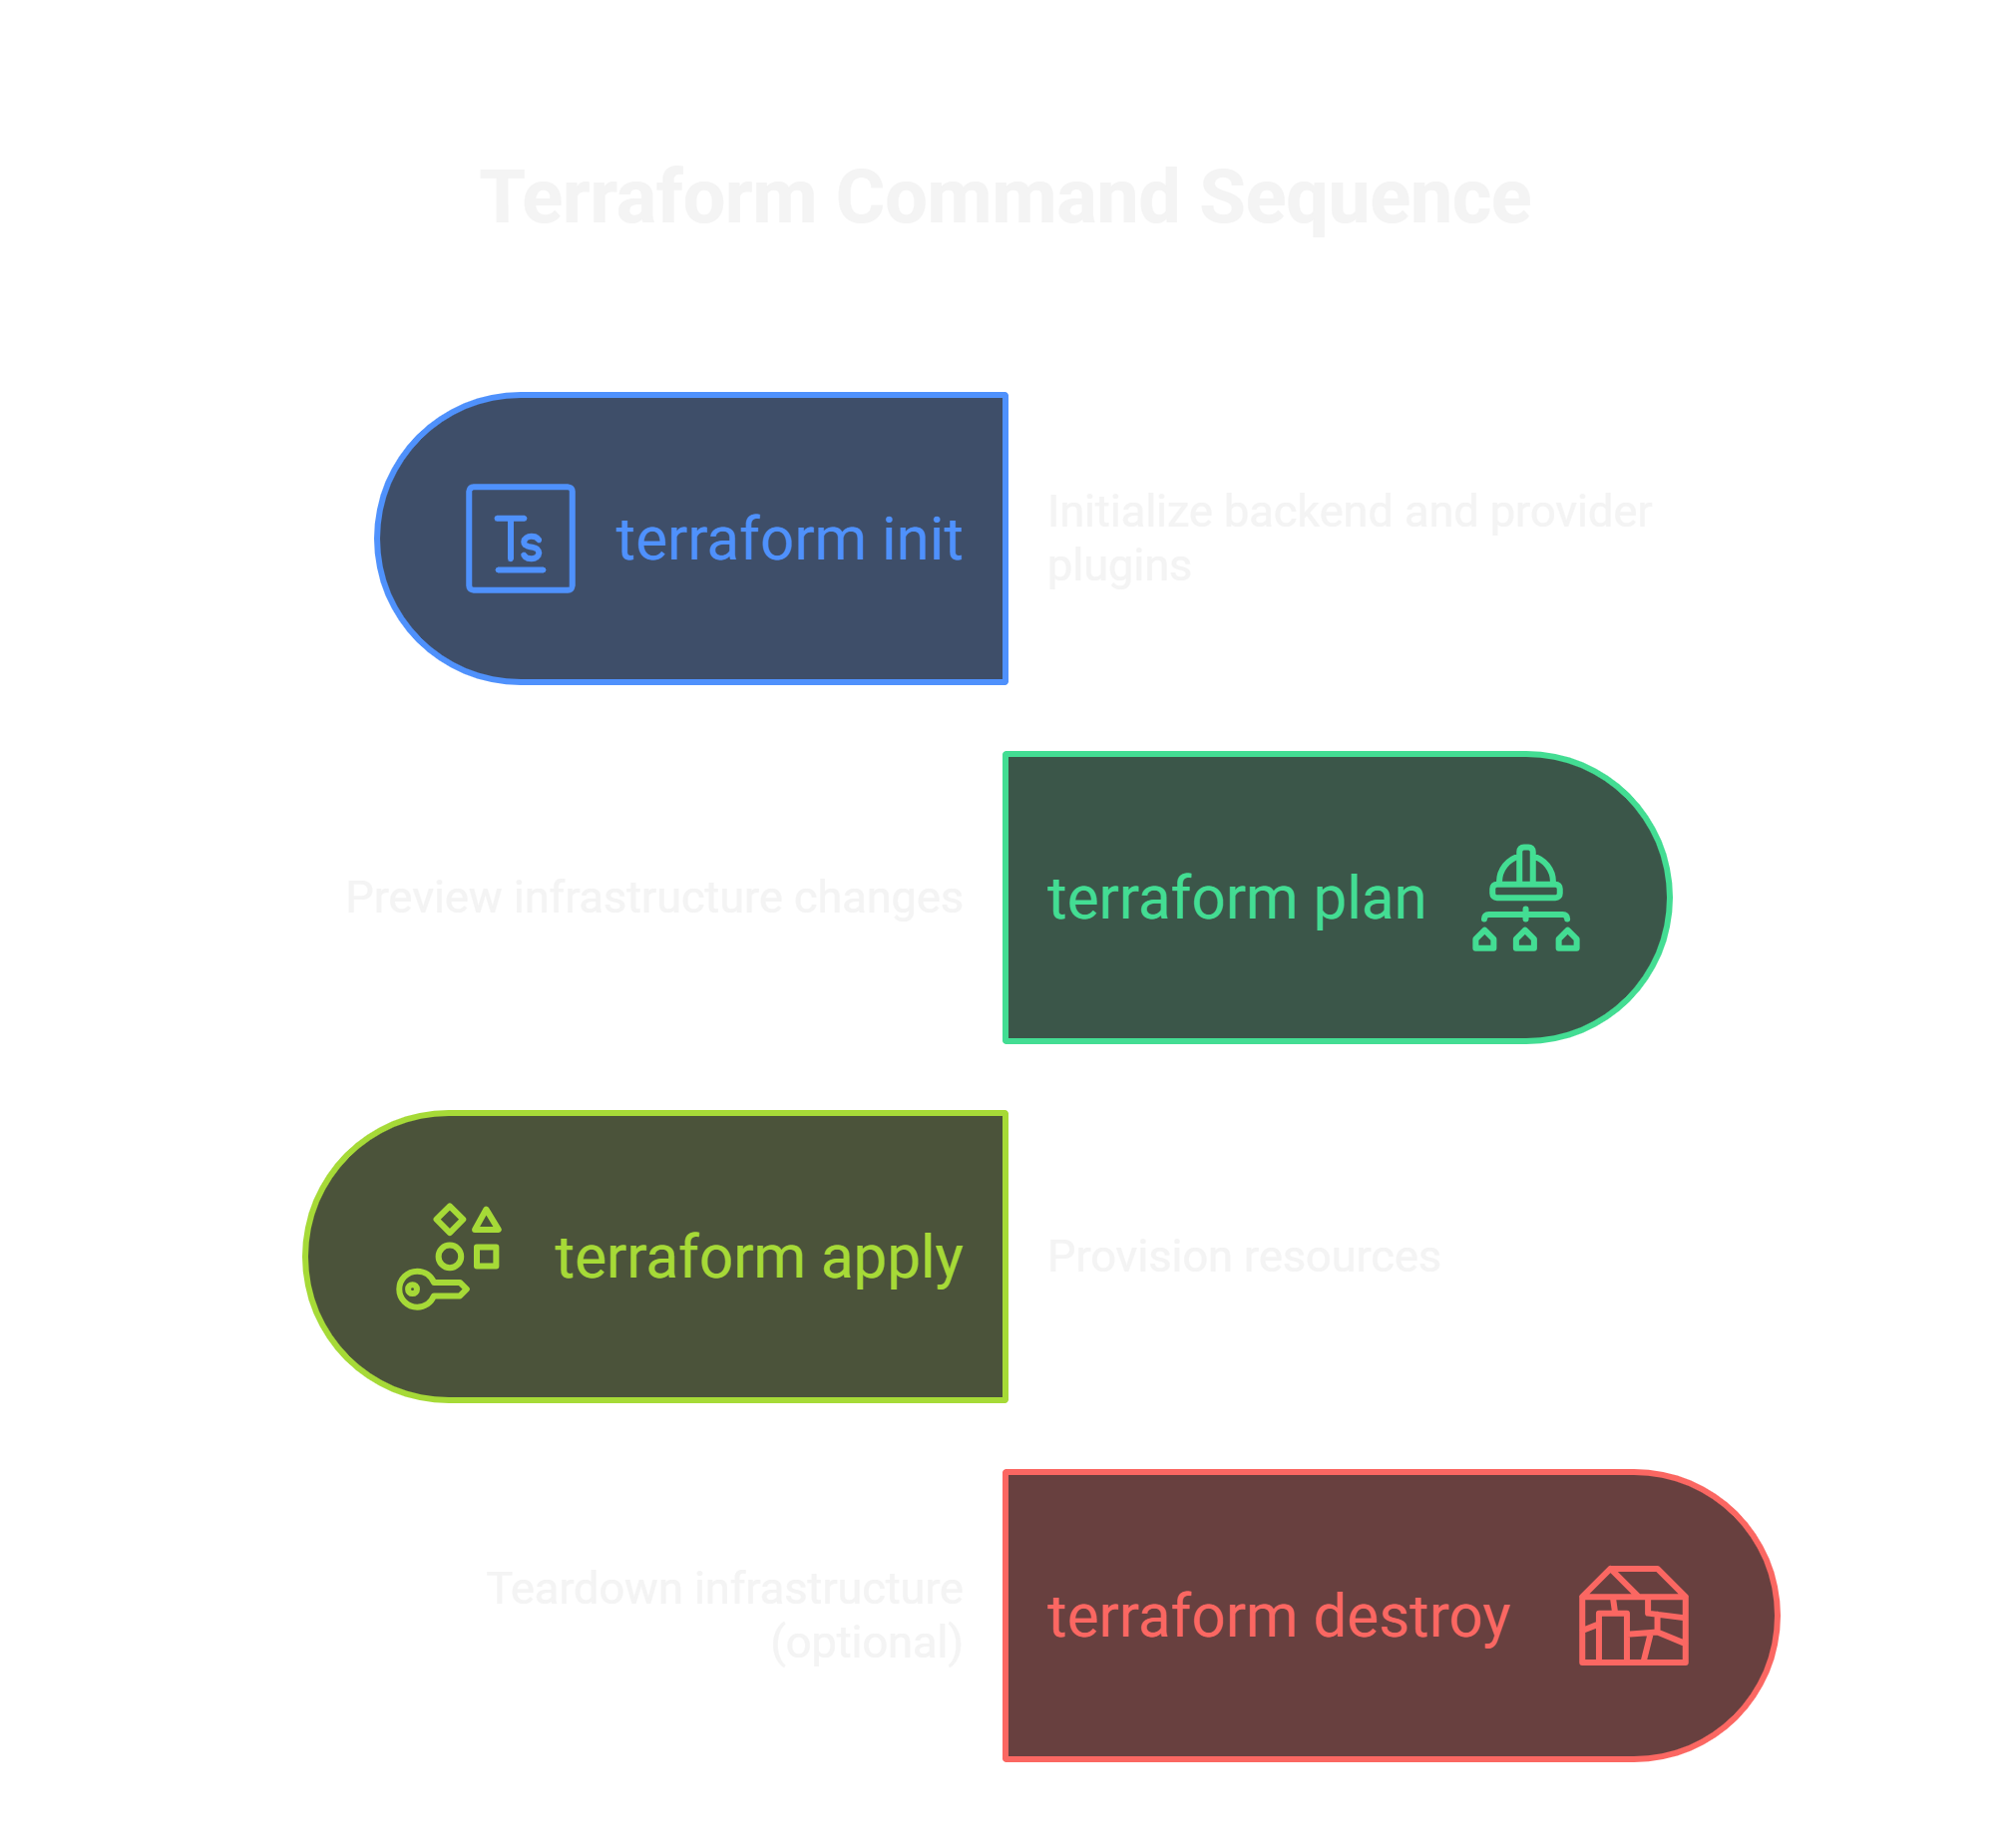 Terraform Command Sequence
Ts
terraform init
Initialize backend and provider
plugins
Preview infrastructure changes
terraform plan
terraform apply
Provision resources
Teardown infrastructure
(optional)
terraform destroy